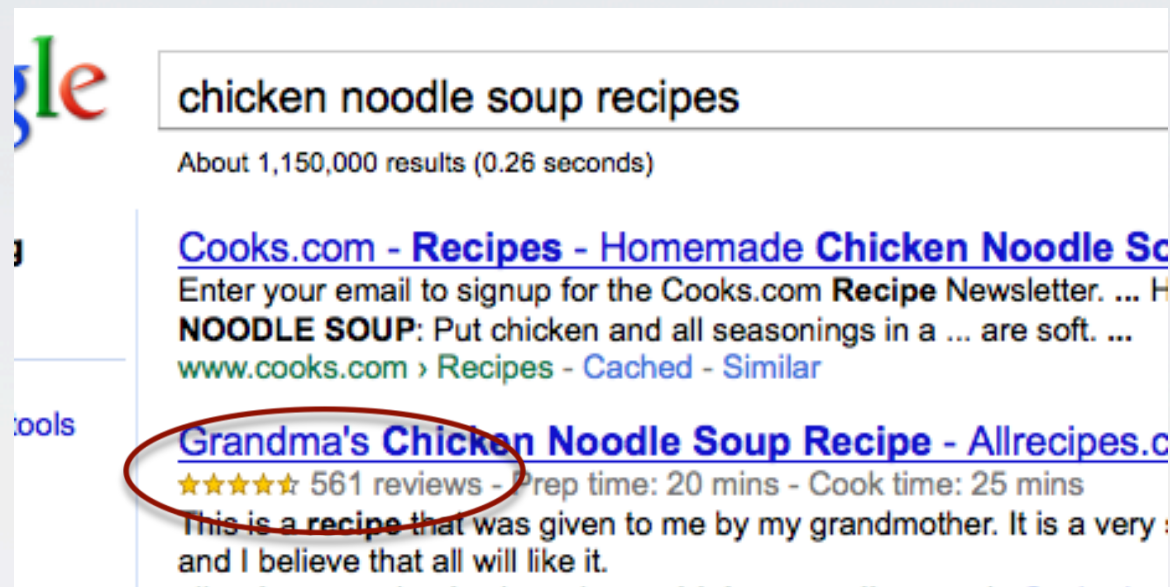 gle
chicken noodle soup recipes
About 1,150,000 results (0.26 seconds)
g
Cooks.com - Recipes - Homemade Chicken Noodle So
Enter your email to signup for the Cooks.com Recipe Newsletter. ... H
NOODLE SOUP: Put chicken and all seasonings in a ... are soft. ...
www.cooks.com › Recipes - Cached - Similar
tools
Grandma's Chicken Noodle Soup Recipe - Allrecipes.c
561 reviews - Prep time: 20 mins - Cook time: 25 mins
This is a recipe that was given to me by my grandmother. It is a very s
and I believe that all will like it.